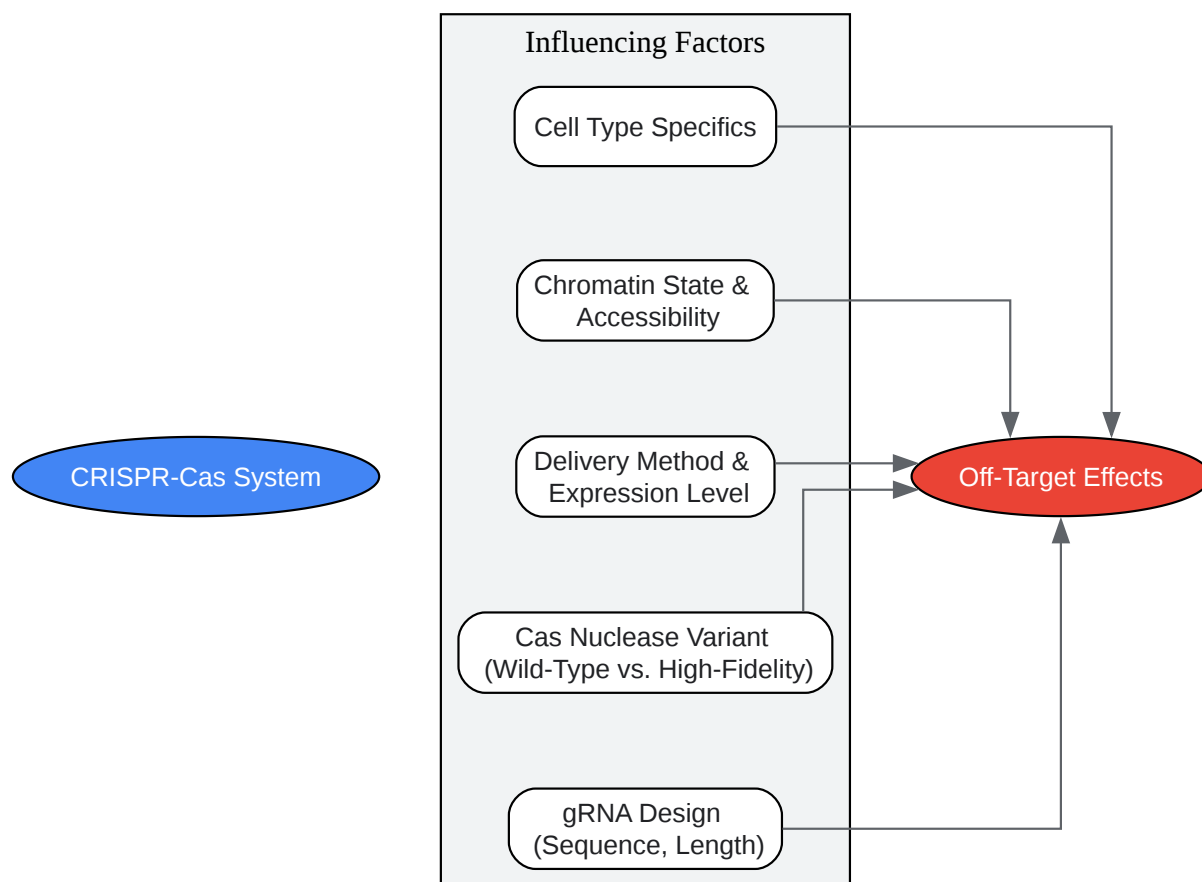 Influencing Factors
Cell Type Specifics
Chromatin State &
Accessibility
CRISPR-Cas System
Delivery Method &
Expression Level
Off-Target Effects
Cas Nuclease Variant
(Wild-Type vs. High-Fidelity)
gRNA Design
(Sequence, Length)